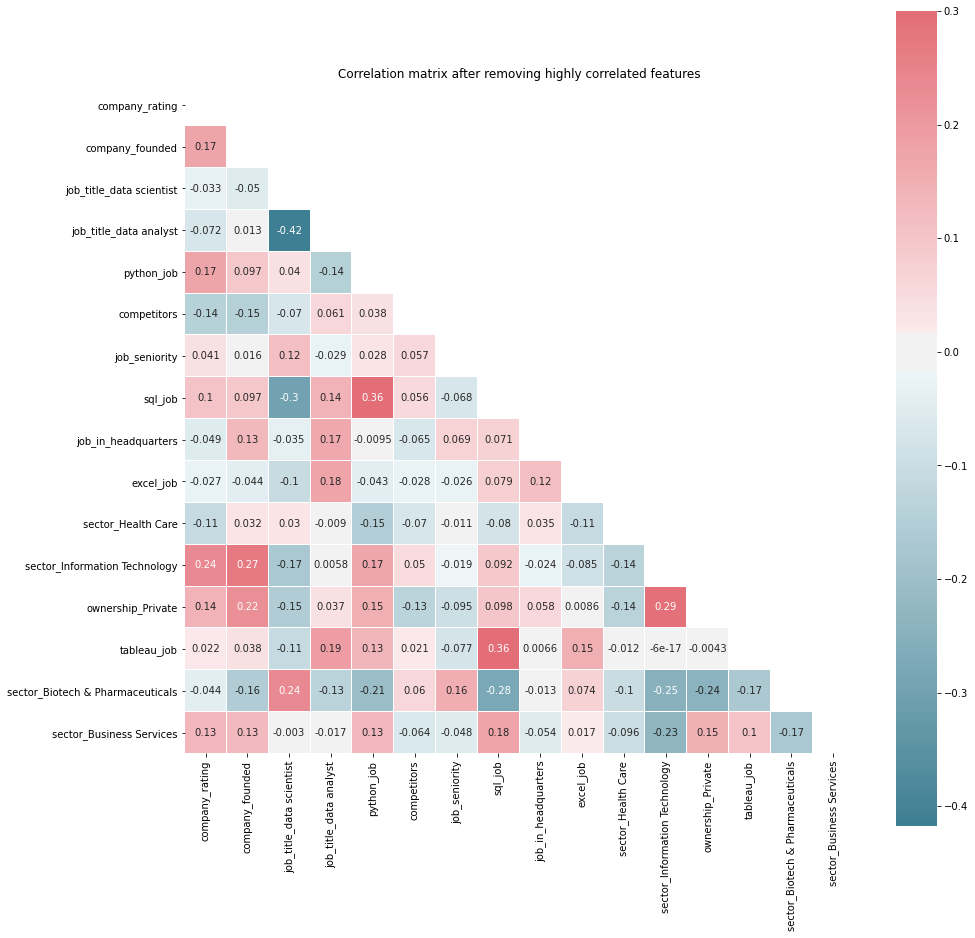 Correlation matrix after removing highly correlated features
company_rating
company_founded 0.17
job_title_data scientist -0.033 -0.05
job_title_data analyst -0.072 0.013 -0.42
python_job 0.17 0.097 0.04 -0.14
competitors -0.14 -0.15 -0.07 0.061 0.038
job_seniority 0.041 0.016 0.12 -0.029 0.028 0.057
sql_job 0.1 0.097 -0.3 0.14 0.36 0.056 -0.068
job_in_headquarters -0.049 0.13 -0.035 0.17 -0.0095 -0.065 0.069 0.071
excel_job -0.027 -0.044 -0.1 0.18 -0.043 -0.028 -0.026 0.079 0.12
sector_Health Care -0.11 0.032 0.03 -0.009 -0.15 -0.07 -0.011 -0.08 0.035 -0.11
sector_Information Technology 0.24 0.27 -0.17 0.0058 0.17 0.05 -0.019 0.092 -0.024 -0.085 -0.14
ownership_Private 0.14 0.22 -0.15 0.037 0.15 -0.13 -0.095 0.098 0.058 0.0086 -0.14 0.29
tableau_job 0.022 0.038 -0.11 0.19 0.13 0.021 -0.077 0.36 0.0066 0.15 -0.012 -6e-17 -0.0043
sector_Biotech & Pharmaceuticals -0.044 -0.16 0.24 -0.13 -0.21 0.06 0.16 -0.28 -0.013 0.074 -0.1 -0.25 -0.24 -0.17
sector_Business Services 0.13 0.13 -0.003 -0.017 0.13 -0.064 -0.048 0.18 -0.054 0.017 -0.096 -0.23 0.15 0.1 -0.17
company_rating
company_founded
job_title_data scientist
job_title_data analyst
python_job
competitors
job_seniority
sql_job
job_in_headquarters
excel_job
sector_Health Care
sector_Information Technology
ownership_Private
tableau_job
sector_Biotech & Pharmaceuticals
sector_Business Services
0.3
0.2
0.1
0.0
−0.1
−0.2
−0.3
−0.4